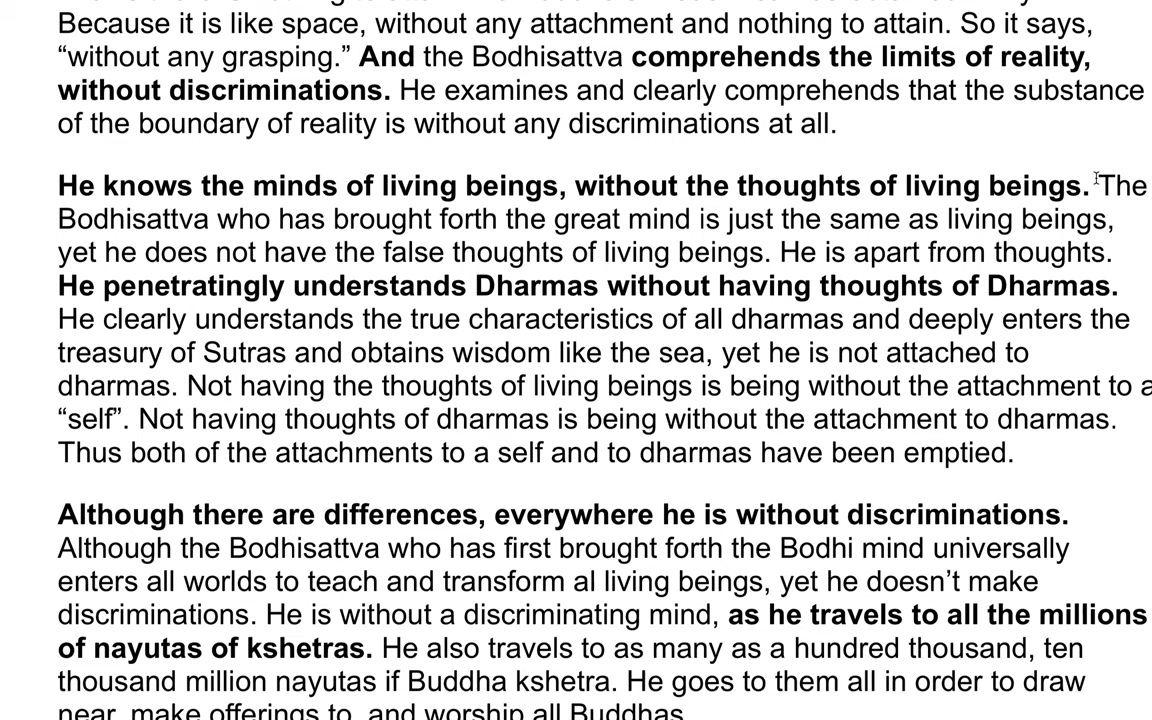 Because it is like space, without any attachment and nothing to attain. So it says,
“without any grasping.” And the Bodhisattva comprehends the limits of reality,
without discriminations. He examines and clearly comprehends that the substance
of the boundary of reality is without any discriminations at all.
He knows the minds of living beings, without the thoughts of living beings. The
Bodhisattva who has brought forth the great mind is just the same as living beings,
yet he does not have the false thoughts of living beings. He is apart from thoughts.
He penetratingly understands Dharmas without having thoughts of Dharmas.
He clearly understands the true characteristics of all dharmas and deeply enters the
treasury of Sutras and obtains wisdom like the sea, yet he is not attached to
dharmas. Not having the thoughts of living beings is being without the attachment to a
“self”. Not having thoughts of dharmas is being without the attachment to dharmas.
Thus both of the attachments to a self and to dharmas have been emptied.
Although there are differences, everywhere he is without discriminations.
Although the Bodhisattva who has first brought forth the Bodhi mind universally
enters all worlds to teach and transform al living beings, yet he doesn’t make
discriminations. He is without a discriminating mind, as he travels to all the millions
of nayutas of kshetras. He also travels to as many as a hundred thousand, ten
thousand million nayutas if Buddha kshetra. He goes to them all in order to draw
near, make offerings to, and worship all Buddhas.